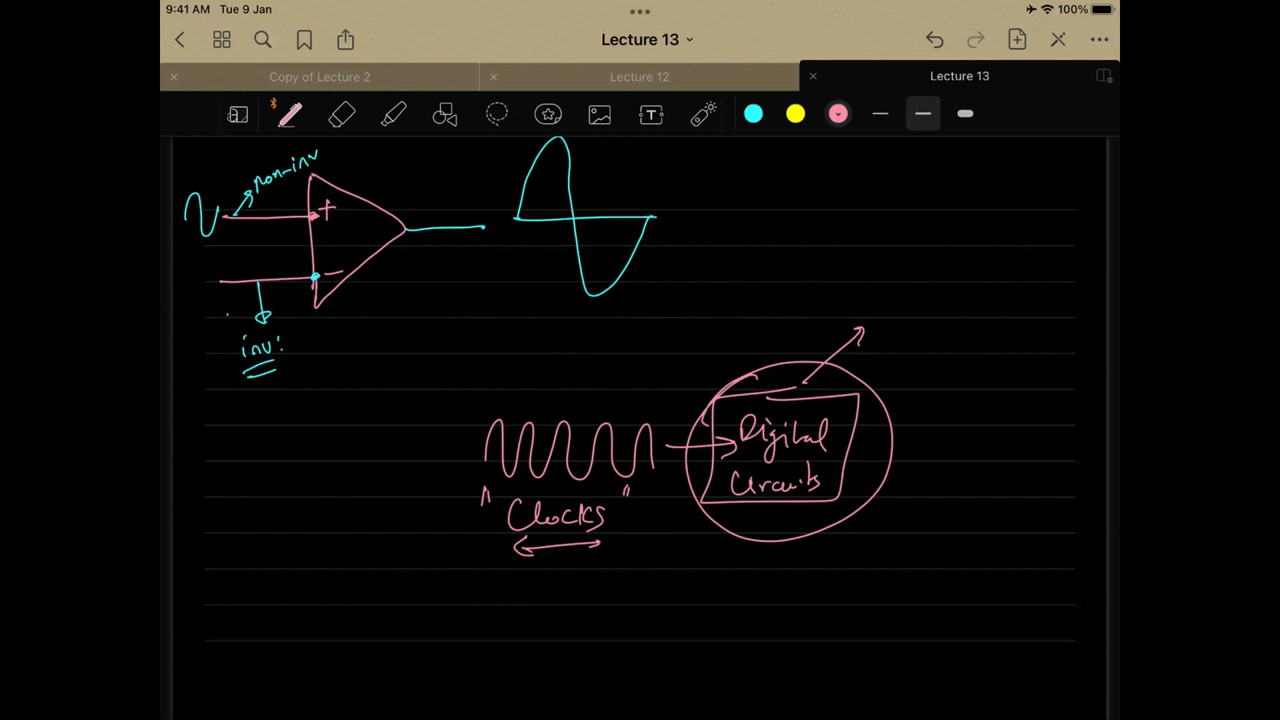 9:41 AM Tue 9 Jan
100%
Lecture 13
Copy of Lecture 2
Lecture 12
Lecture 13
T
non-inv
+
−
inv:
Digital
Circuits
"Clocks"